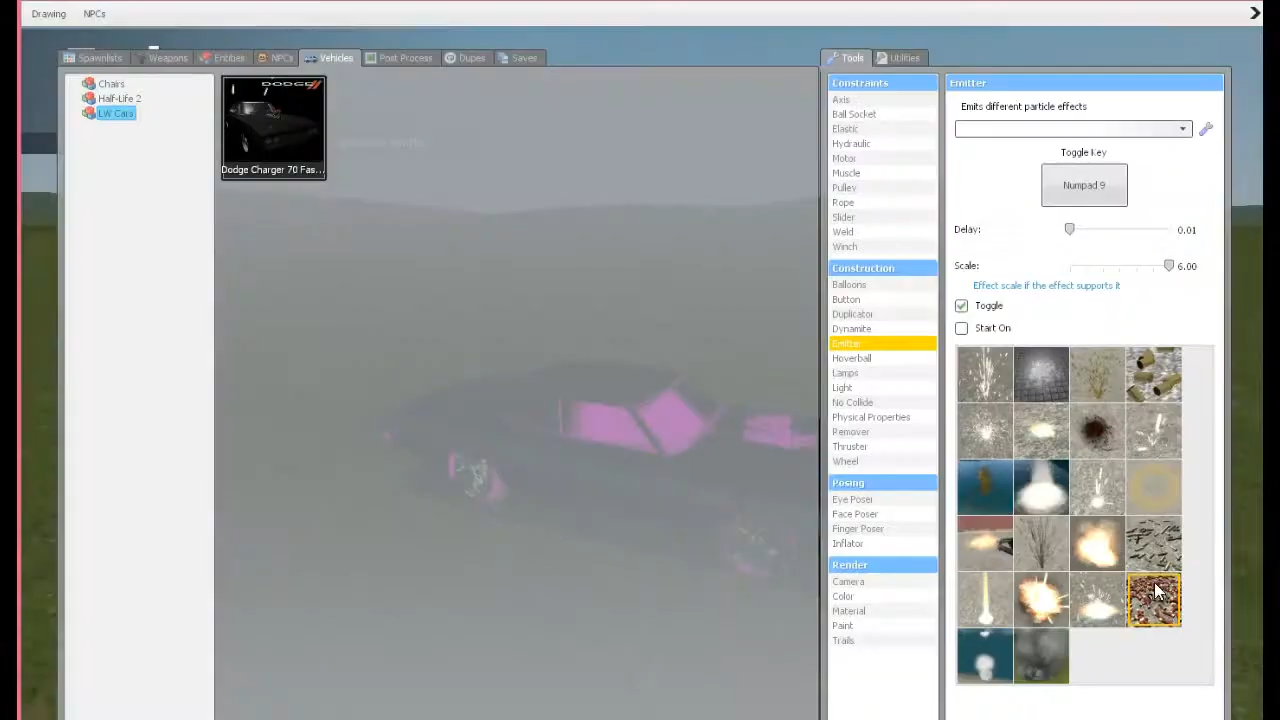 Drawing NPCs
Spawnlists Weapons Entities NPCs Vehicles Post Process Dupes Saves
Tools Utilities
Chairs
Half-Life 2
LW Cars
DODGE
Dodge Charger 70 Fas...
Constraints
Axis
Ball Socket
Elastic
Hydraulic
Motor
Muscle
Pulley
Rope
Slider
Weld
Winch
Construction
Balloons
Button
Duplicator
Dynamite
Emitter
Hoverball
Lamps
Light
No Collide
Physical Properties
Remover
Thruster
Wheel
Posing
Eye Poser
Face Poser
Finger Poser
Inflator
Render
Camera
Color
Material
Paint
Trails
Emitter
Emits different particle effects
Toggle Key
Numpad 9
Delay: 0.01
Scale: 6.00
Effect scale if the effect supports it
Toggle
Start On